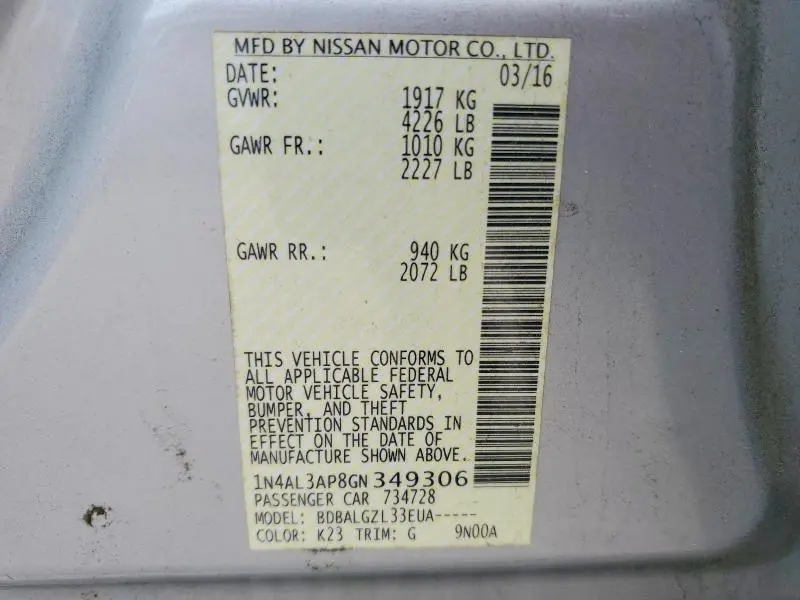 MFD BY NISSAN MOTOR CO., LTD.
DATE: 03/16
GVWR: 1917 KG
4226 LB
GAWR FR.: 1010 KG
2227 LB
GAWR RR.: 940 KG
2072 LB
THIS VEHICLE CONFORMS TO
ALL APPLICABLE FEDERAL
MOTOR VEHICLE SAFETY,
BUMPER, AND THEFT
PREVENTION STANDARDS IN
EFFECT ON THE DATE OF
MANUFACTURE SHOWN ABOVE.
1N4AL3AP8GN 349306
PASSENGER CAR 734728
MODEL: BDBALGZL33EUA-----
COLOR: K23 TRIM: G 9N00A